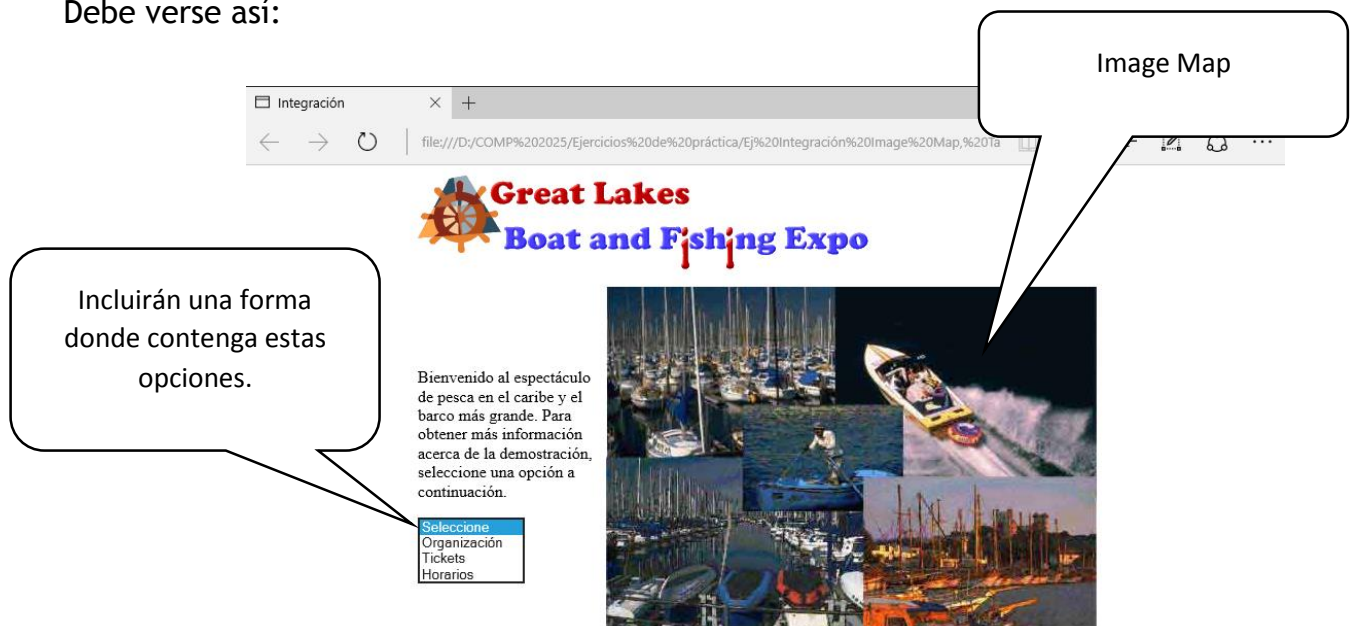 Debe verse así:
Image Map
Integración
file:///D:/COMP%202025/Ejercicios%20de%20práctica/Ej%20Integración%20Image%20Map,%20Ta
Great Lakes
Boat and Fishing Expo
Incluirán una forma
donde contenga estas
opciones.
Bienvenido al espectáculo
de pesca en el caribe y el
barco más grande. Para
obtener más información
acerca de la demostración,
seleccione una opción a
continuación.
Seleccione
Organización
Tickets
Horarios